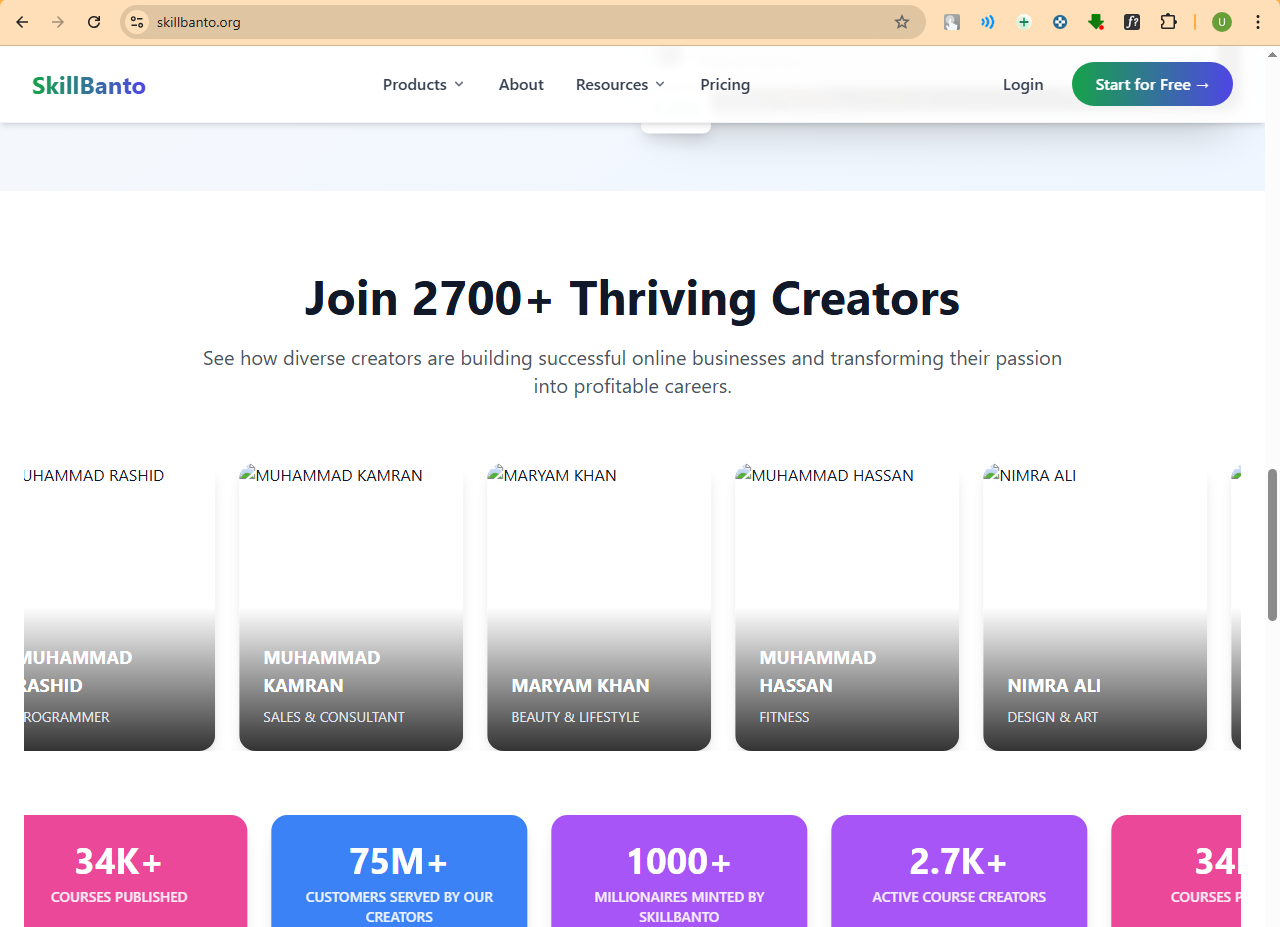 skillbanto.org
f?
U
SkillBanto
Products
About
Resources
Pricing
Login
Start for Free →
Join 2700+ Thriving Creators
See how diverse creators are building successful online businesses and transforming their passion
into profitable careers.
UHAMMAD RASHID
MUHAMMAD KAMRAN
MARYAM KHAN
MUHAMMAD HASSAN
NIMRA ALI
MUHAMMAD
RASHID
ROGRAMMER
MUHAMMAD
KAMRAN
SALES & CONSULTANT
MARYAM KHAN
BEAUTY & LIFESTYLE
MUHAMMAD
HASSAN
FITNESS
NIMRA ALI
DESIGN & ART
34K+
COURSES PUBLISHED
75M+
CUSTOMERS SERVED BY OUR
CREATORS
1000+
MILLIONAIRES MINTED BY
SKILLBANTO
2.7K+
ACTIVE COURSE CREATORS
34
COURSES